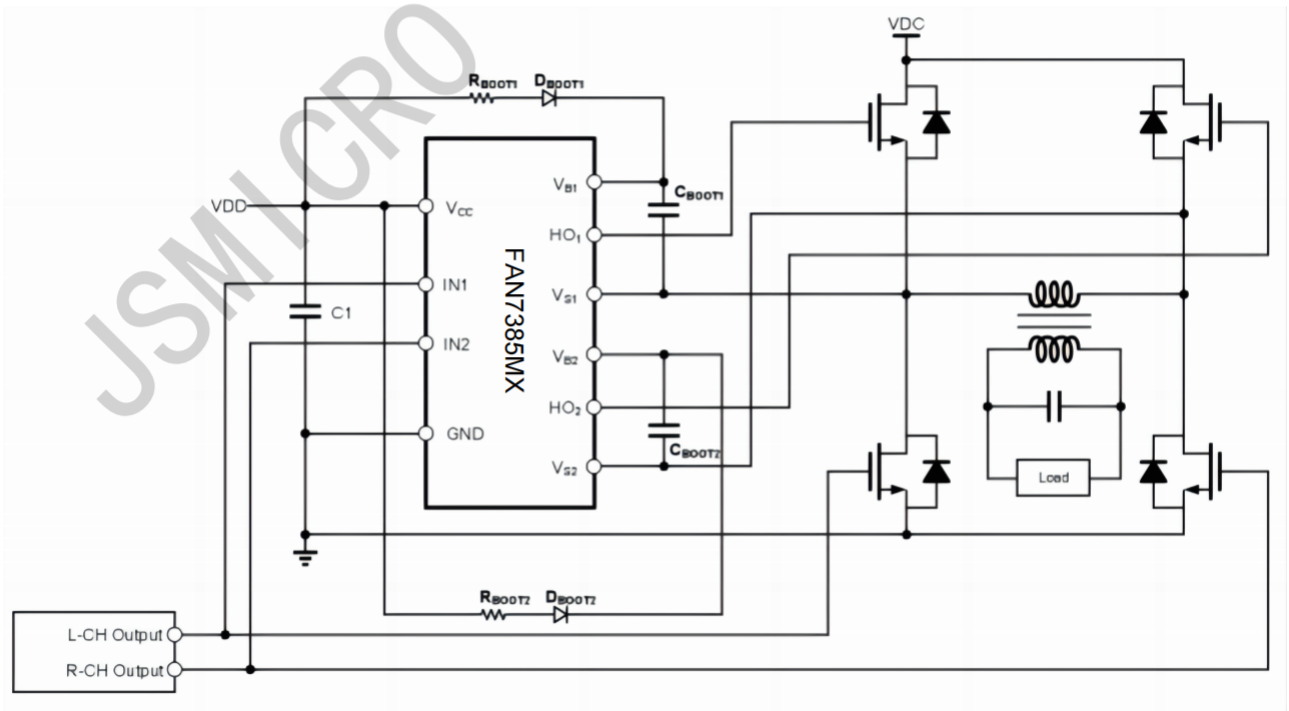 VDC
RBOOT1 DBOOT1
JSMICRO
VB1
CBOOT1
VDD
VCC
HO1
FAN7385MX
IN1
VS1
C1
IN2
VB2
HO2
GND
CBOOT2
VS2
Load
RBOOT2 DBOOT2
L-CH Output
R-CH Output